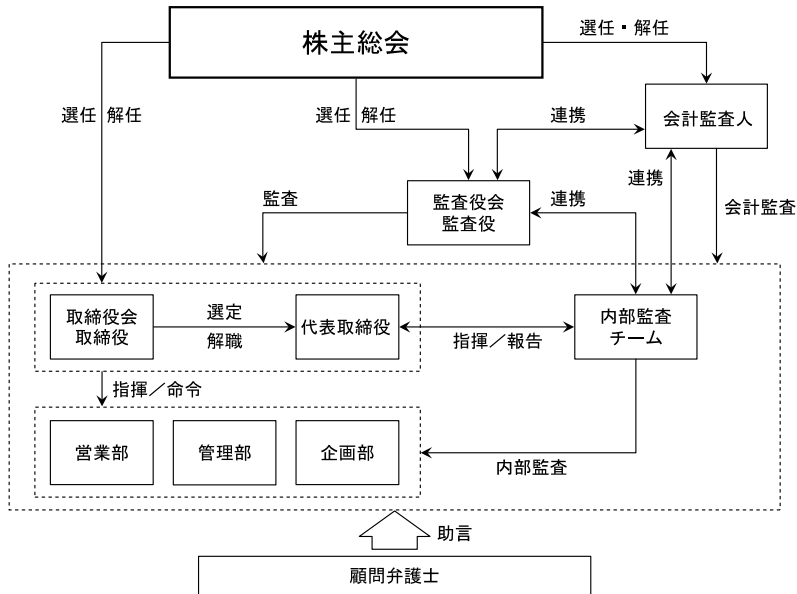 株主総会
選任・解任
選任 解任
選任 解任
連携
会計監査人
連携
監査
監査役会
監査役
連携
会計監査
取締役会
取締役
選定
解職
代表取締役
指揮／報告
内部監査
チーム
指揮／命令
営業部
管理部
企画部
内部監査
助言
顧問弁護士